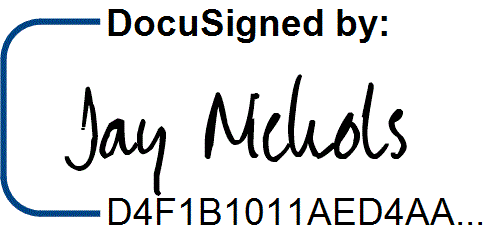 DocuSigned by:
Jay Nichols
D4F1B1011AED4AA...